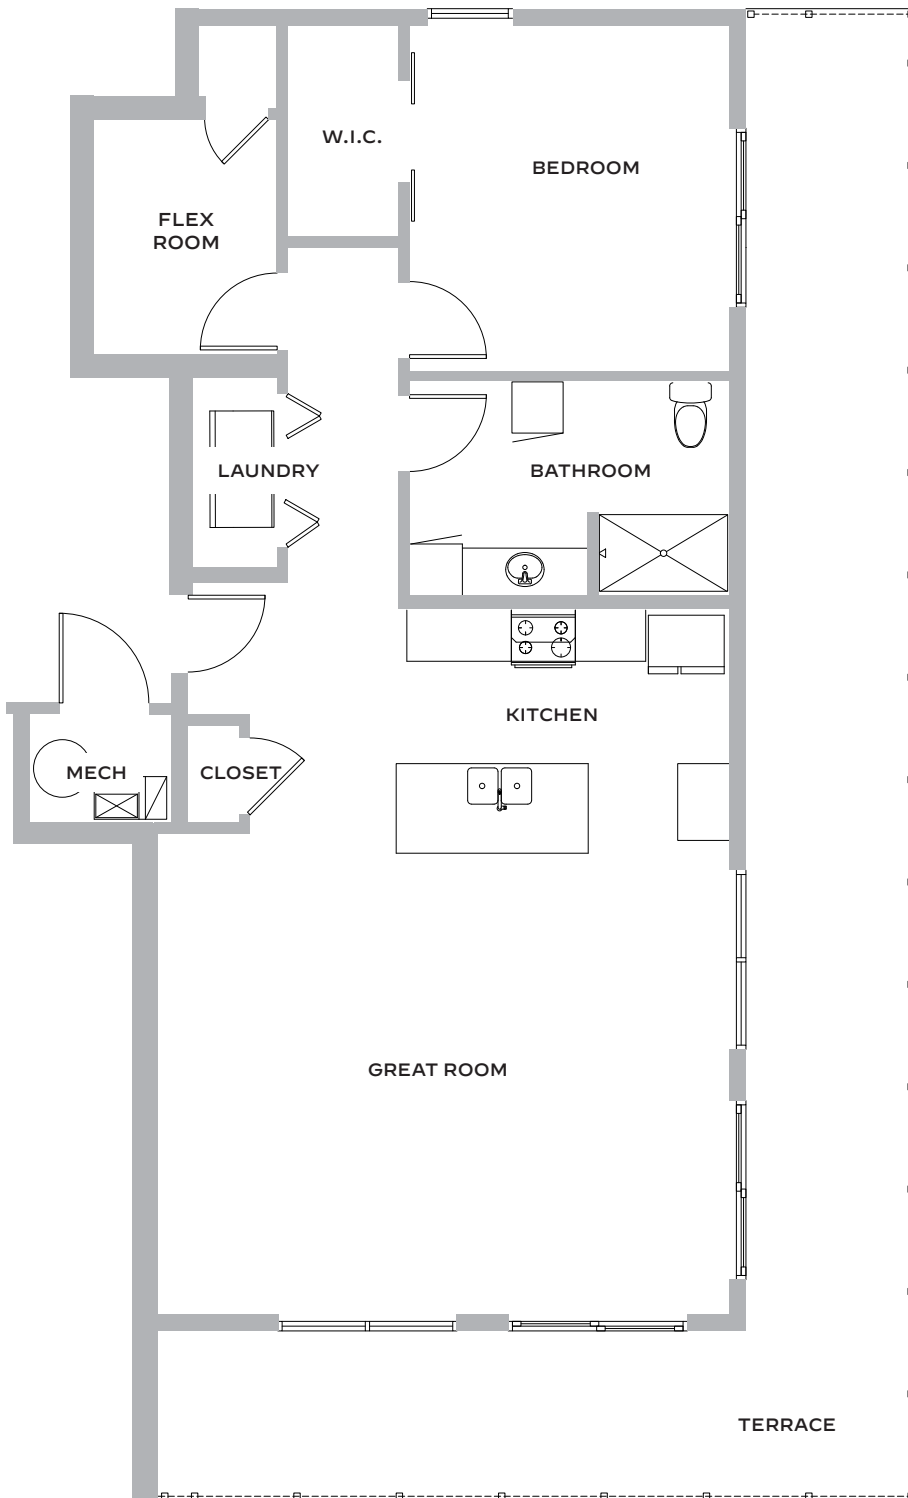 W.I.C.
BEDROOM
FLEX
ROOM
LAUNDRY
BATHROOM
KITCHEN
MECH
CLOSET
GREAT ROOM
TERRACE